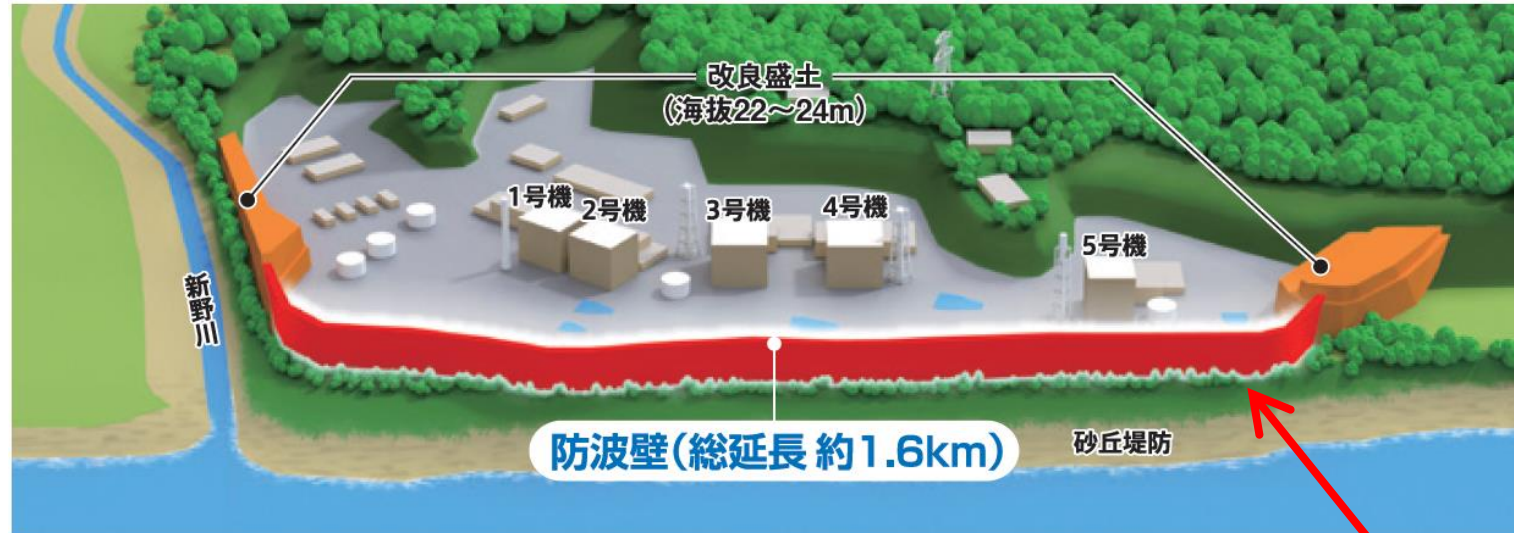 改良盛土
(海抜22～24m)
1号機
2号機
3号機
4号機
5号機
新野川
防波壁(総延長 約1.6km)
砂丘堤防